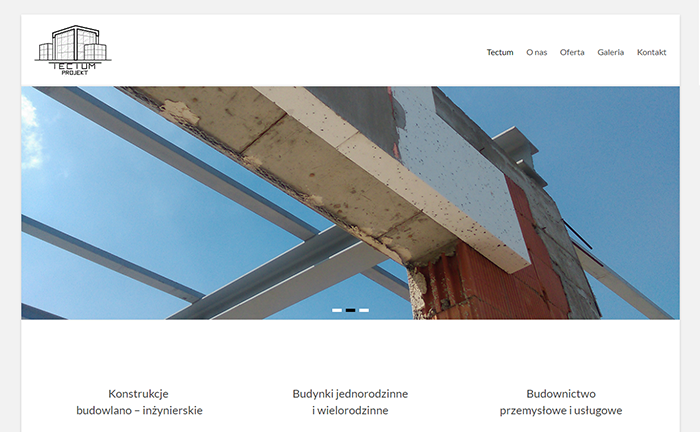 TECTUM
PROJEKT
Tectum O nas Oferta Galeria Kontakt
Konstrukcje
budowlano – inżynierskie
Budynki jednorodzinne
i wielorodzinne
Budownictwo
przemysłowe i usługowe